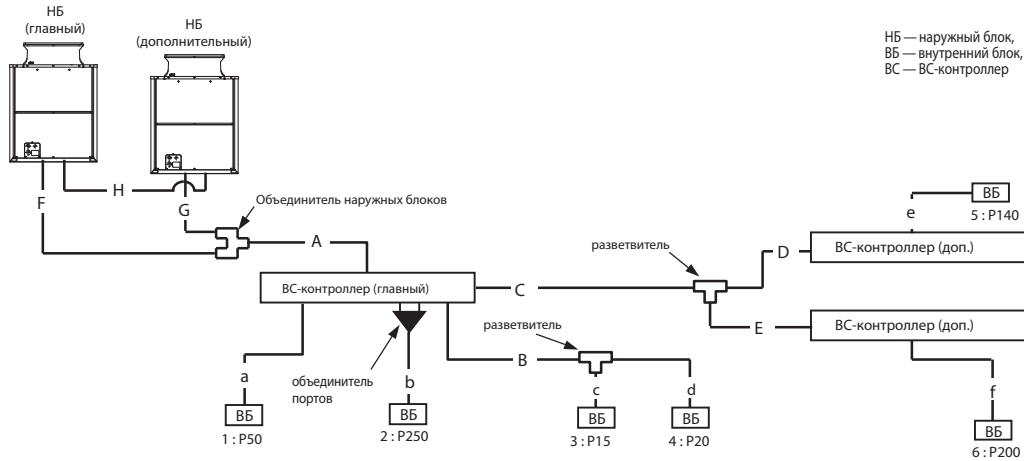 НБ
(главный)
НБ
(дополнительный)
НБ — наружный блок,
ВБ — внутренний блок,
ВС — ВС-контроллер
H
F
G
Объединитель наружных блоков
A
ВС-контроллер (главный)
C
разветвитель
D
e
ВБ
5 : P140
ВС-контроллер (доп.)
E
ВС-контроллер (доп.)
разветвитель
B
a
объединитель
портов
b
c
d
f
ВБ
1 : P50
ВБ
2 : P250
ВБ
3 : P15
ВБ
4 : P20
ВБ
6 : P200